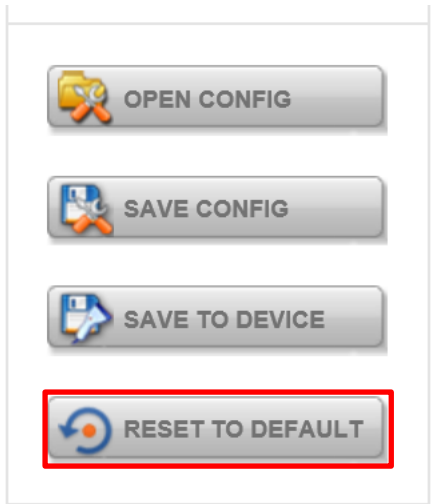 OPEN CONFIG
SAVE CONFIG
SAVE TO DEVICE
RESET TO DEFAULT